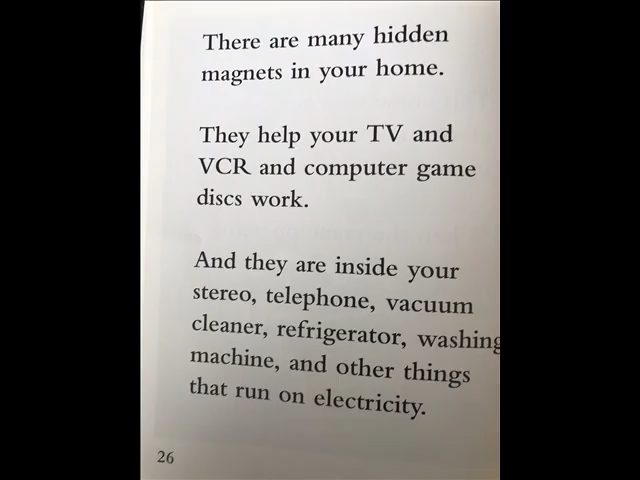 There are many hidden
magnets in your home.
They help your TV and
VCR and computer game
discs work.
And they are inside your
stereo, telephone, vacuum
cleaner, refrigerator, washing
machine, and other things
that run on electricity.
26